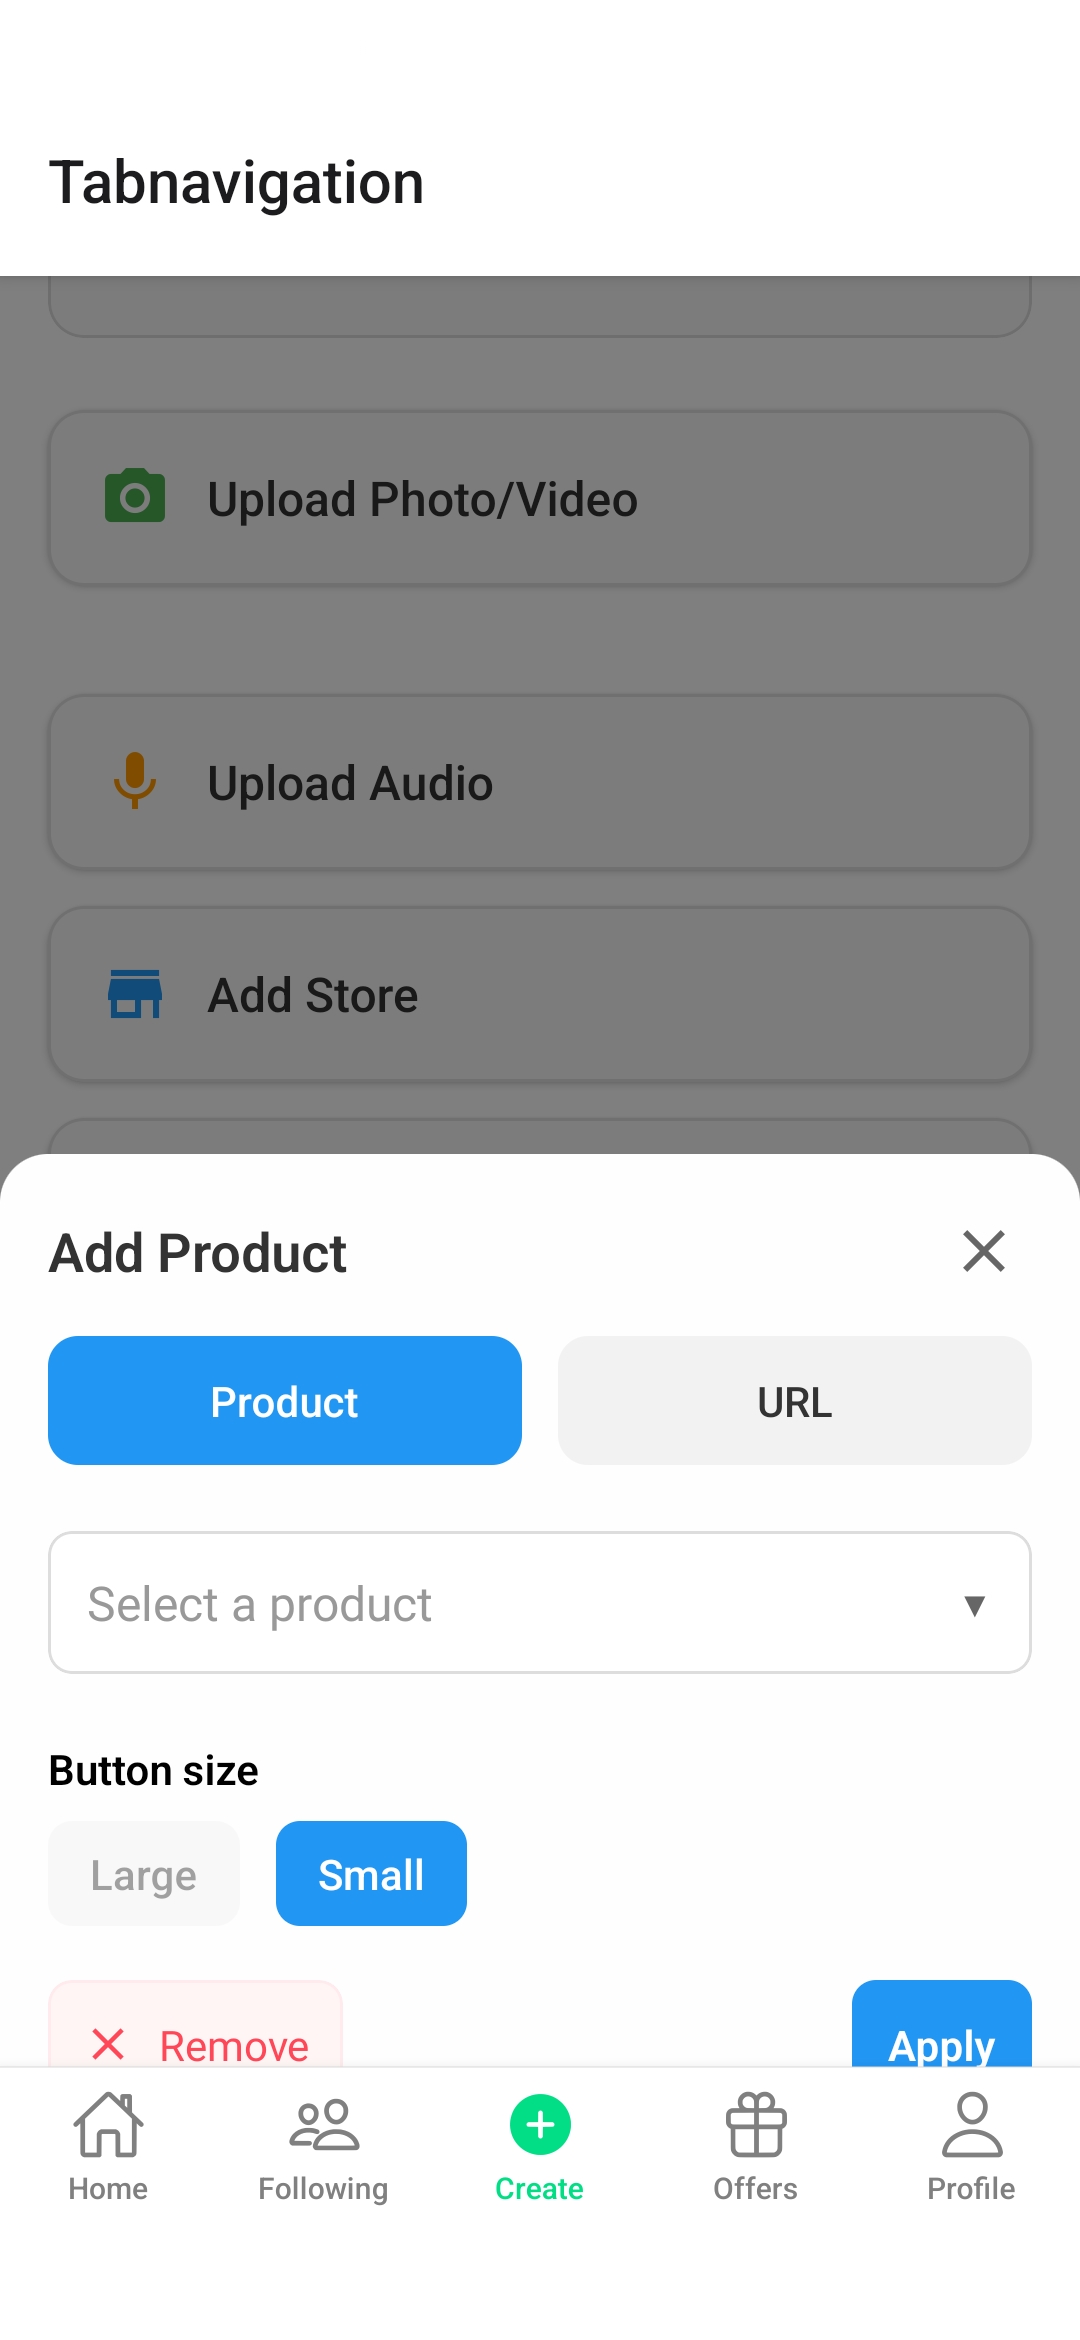 Tabnavigation
Upload Photo/Video
Upload Audio
Add Store
Add Product
Product
URL
Select a product
Button size
Large
Small
Remove
Apply
Home
Following
Create
Offers
Profile